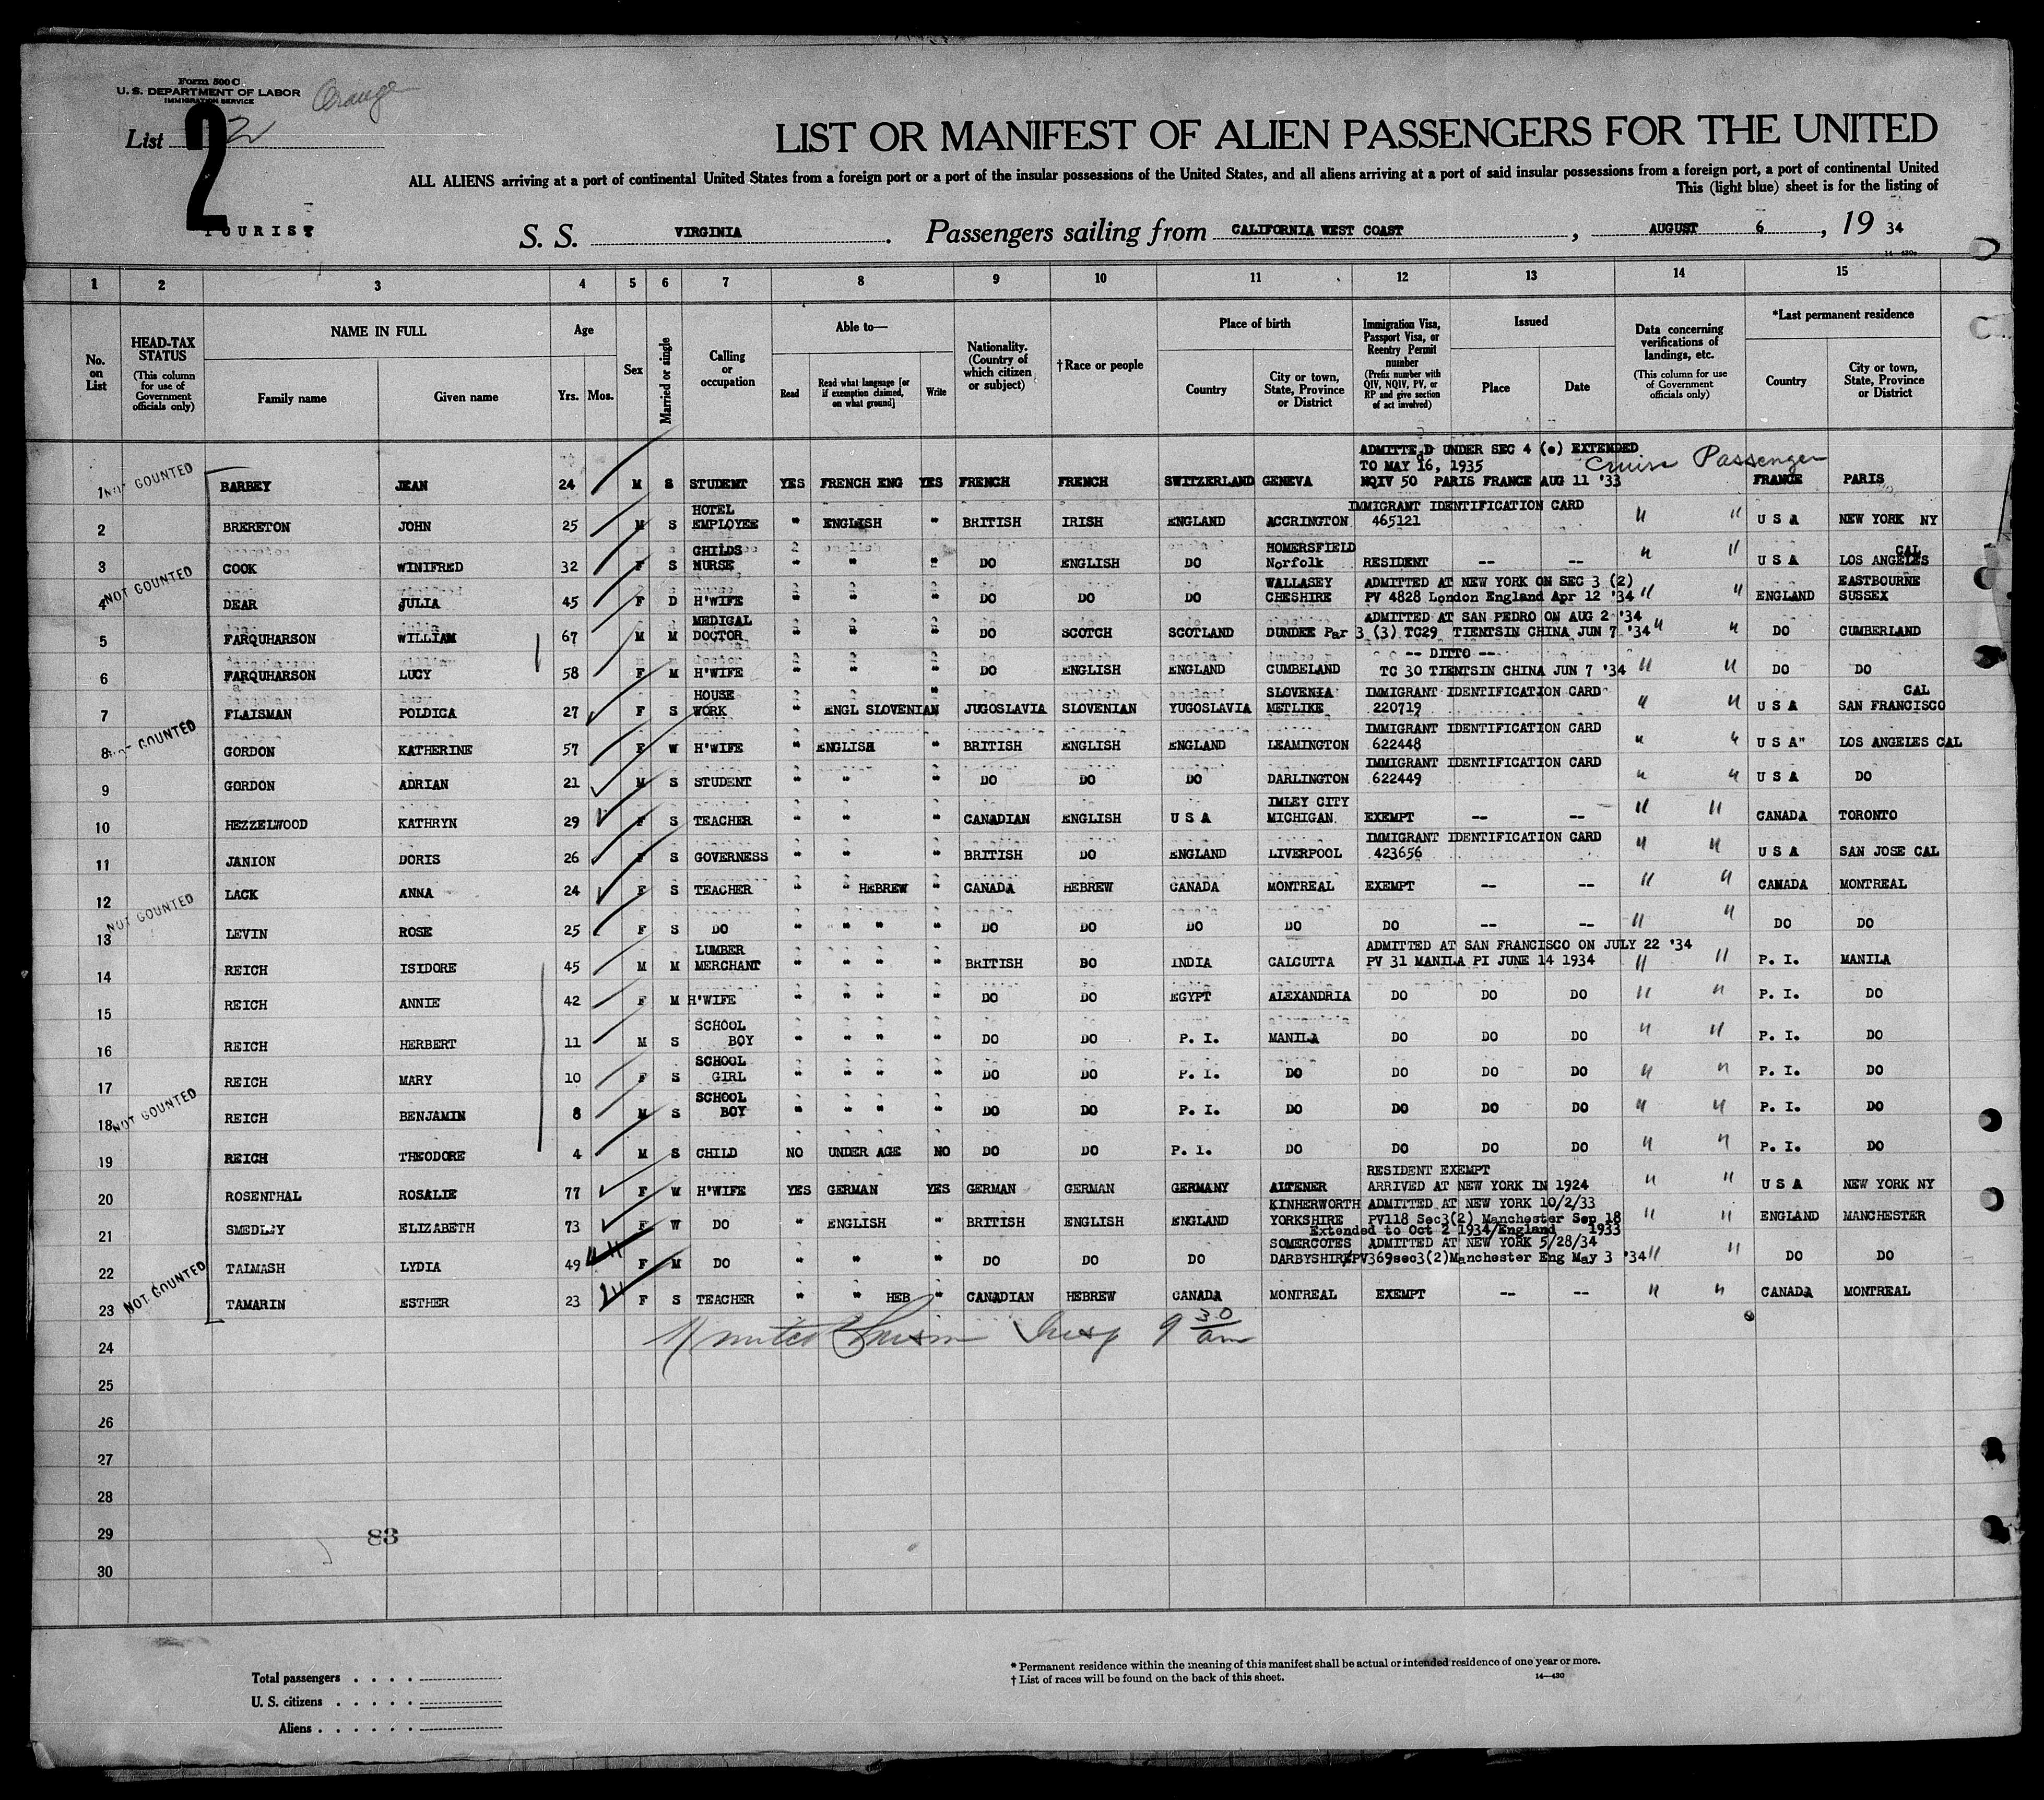 Form 500 C
U. S. DEPARTMENT OF LABOR
IMMIGRATION SERVICE
Orange
List 2
2
TOURIST
LIST OR MANIFEST OF ALIEN PASSENGERS FOR THE UNITED
ALL ALIENS arriving at a port of continental United States from a foreign port or a port of the insular possessions of the United States, and all aliens arriving at a port of said insular possessions from a foreign port, a port of continental United
This (light blue) sheet is for the listing of
S. S. VIRGINIA. Passengers sailing from CALIFORNIA WEST COAST, AUGUST 6, 19 34
14—430
1 2 3 4 5 6 7 8 9 10 11 12 13 14 15
No. on List
HEAD-TAX STATUS (This column for use of Government officials only)
NAME IN FULL
Family name Given name
Age
Yrs. Mos.
Sex
Married or single
Calling or occupation
Able to—
Read
Read what language [or if exemption claimed, on what ground]
Write
Nationality. (Country of which citizen or subject)
†Race or people
Place of birth
Country
City or town, State, Province or District
Immigration Visa, Passport Visa, or Reentry Permit number (Prefix number with QIV, NQIV, PV, or RP and give section of act involved)
Issued
Place Date
Data concerning verifications of landings, etc. (This column for use of Government officials only)
*Last permanent residence
Country
City or town, State, Province or District
ADMITTED UNDER SEC 4 (e) EXTENDED
TO MAY 16, 1935 Cruise Passenger
1 NOT COUNTED BARBEY JEAN 24 M S STUDENT YES FRENCH ENG YES FRENCH FRENCH SWITZERLAND GENEVA NQIV 50 PARIS FRANCE AUG 11 '33 FRANCE PARIS
HOTEL IMMIGRANT IDENTIFICATION CARD
2 BRERETON JOHN 25 M S EMPLOYEE " ENGLISH " BRITISH IRISH ENGLAND ACCRINGTON 465121 " " U S A NEW YORK NY
CHILDS HOMERSFIELD CAL
3 COOK WINIFRED 32 F S NURSE " " " DO ENGLISH DO Norfolk RESIDENT -- -- " " U S A LOS ANGELES
WALLASEY ADMITTED AT NEW YORK ON SEC 3 (2) EASTBOURNE
4 NOT COUNTED DEAR JULIA 45 F D H'WIFE " " " DO DO DO CHESHIRE PV 4828 London England Apr 12 '34 " " ENGLAND SUSSEX
MEDICAL ADMITTED AT SAN PEDRO ON AUG 2 '34
5 FARQUHARSON WILLIAM 67 M M DOCTOR " " " DO SCOTCH SCOTLAND DUNDEE Par 3 (3) TC29 TIENTSIN CHINA JUN 7 '34 " " DO CUMBERLAND
-- DITTO --
6 FARQUHARSON LUCY 58 F M H'WIFE " " " DO ENGLISH ENGLAND CUMBELAND TC 30 TIENTSIN CHINA JUN 7 '34 " " DO DO
HOUSE SLOVENIA IMMIGRANT IDENTIFICATION CARD CAL
7 FLAISMAN POLDICA 27 F S WORK " ENGL SLOVENIAN " JUGOSLAVIA SLOVENIAN YUGOSLAVIA METLIKE 220719 " " U S A SAN FRANCISCO
IMMIGRANT IDENTIFICATION CARD
8 NOT COUNTED GORDON KATHERINE 57 F W H'WIFE " ENGLISH " BRITISH ENGLISH ENGLAND LEAMINGTON 622448 " " U S A" LOS ANGELES CAL
IMMIGRANT IDENTIFICATION CARD
9 GORDON ADRIAN 21 M S STUDENT " " " DO DO DO DARLINGTON 622449 " " U S A DO
IMLEY CITY
10 HEZZELWOOD KATHRYN 29 F S TEACHER " " " CANADIAN ENGLISH U S A MICHIGAN EXEMPT -- -- " " CANADA TORONTO
IMMIGRANT IDENTIFICATION CARD
11 JANION DORIS 26 F S GOVERNESS " " " BRITISH DO ENGLAND LIVERPOOL 423656 " " U S A SAN JOSE CAL
12 LACK ANNA 24 F S TEACHER " " HEBREW " CANADA HEBREW CANADA MONTREAL EXEMPT -- -- " " CANADA MONTREAL
13 NOT COUNTED LEVIN ROSE 25 F S DO " " " " DO DO DO DO DO -- -- " " DO DO
LUMBER ADMITTED AT SAN FRANCISCO ON JULY 22 '34
14 REICH ISIDORE 45 M M MERCHANT " " " " BRITISH DO INDIA CALCUTTA PV 31 MANILA PI JUNE 14 1934 " " P. I. MANILA
15 REICH ANNIE 42 F M H'WIFE " " " " DO DO EGYPT ALEXANDRIA DO DO DO " " P. I. DO
SCHOOL
16 REICH HERBERT 11 M S BOY " " " " DO DO P. I. MANILA DO DO DO " " P. I. DO
SCHOOL
17 REICH MARY 10 F S GIRL " " " " DO DO P. I. DO DO DO DO " " P. I. DO
SCHOOL
18 NOT COUNTED REICH BENJAMIN 8 M S BOY " " " " DO DO P. I. DO DO DO DO " " P. I. DO
19 REICH THEODORE 4 M S CHILD NO UNDER AGE NO DO DO P. I. DO DO DO DO " " P. I. DO
RESIDENT EXEMPT
20 ROSENTHAL ROSALIE 77 F W H'WIFE YES GERMAN YES GERMAN GERMAN GERMANY ALTENER ARRIVED AT NEW YORK IN 1924 " " U S A NEW YORK NY
KINHERWORTH ADMITTED AT NEW YORK 10/2/33
21 SMEDLEY ELIZABETH 73 F W DO " ENGLISH " BRITISH ENGLISH ENGLAND YORKSHIRE PV118 Sec3(2) Manchester Sep 18 " " ENGLAND MANCHESTER
Extended to Oct 2 1934/England 1933
SOMERCOTES ADMITTED AT NEW YORK 5/28/34
22 TALMASH LYDIA 49 F M DO " " " DO DO DO DARBYSHIRE PV369sec3(2)Manchester Eng May 3 '34 " " DO DO
23 NOT COUNTED TAMARIN ESTHER 23 F S TEACHER " " HEB " CANADIAN HEBREW CANADA MONTREAL EXEMPT -- -- " " CANADA MONTREAL
Insp 9 30 am
24
25
26
27
28
29
83
30
Total passengers . . . .
U. S. citizens . . . . .
Aliens . . . . . .
* Permanent residence within the meaning of this manifest shall be actual or intended residence of one year or more.
† List of races will be found on the back of this sheet.
14—430